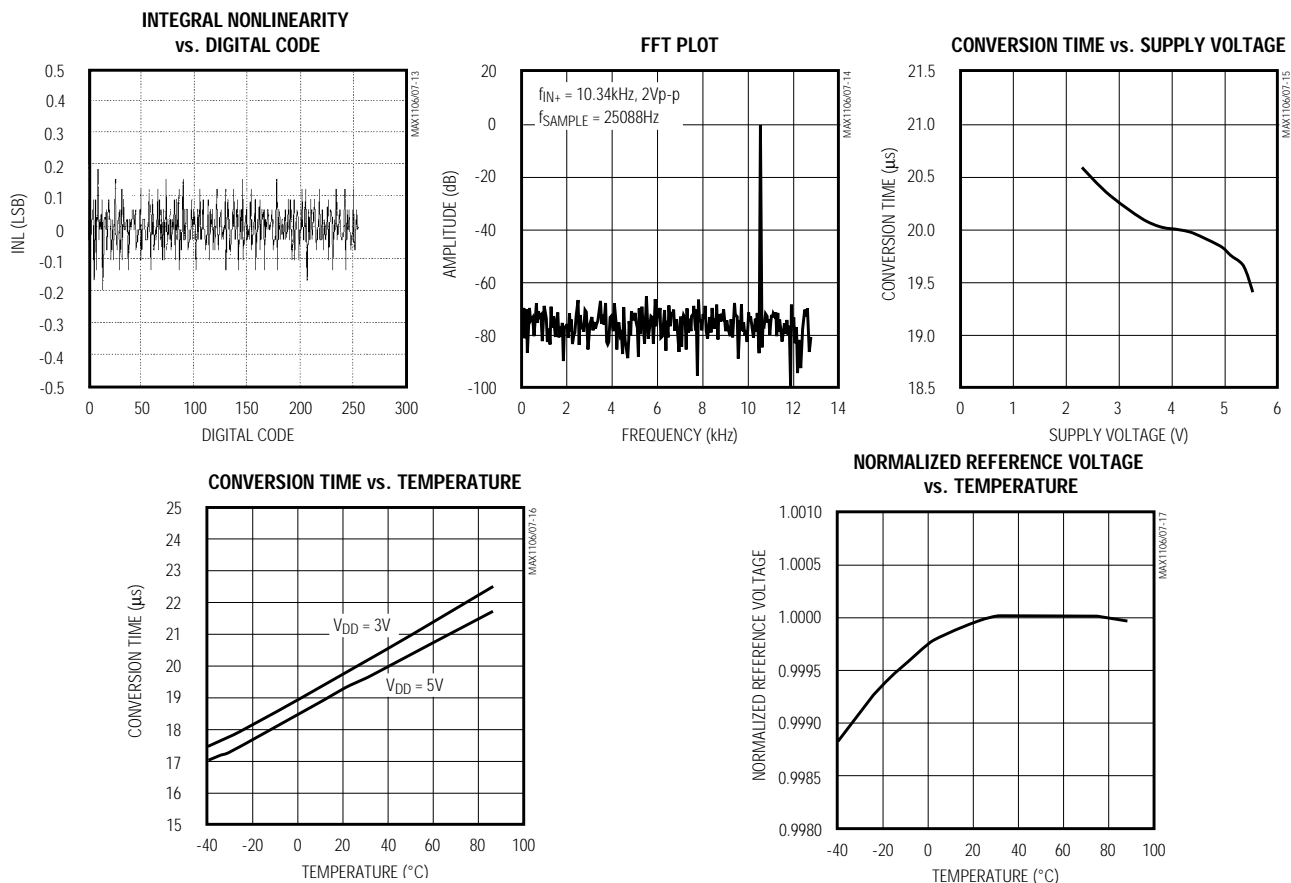 INTEGRAL NONLINEARITY
vs. DIGITAL CODE
0.5
0.4
0.3
0.2
0.1
0
-0.1
-0.2
-0.3
-0.4
-0.5
INL (LSB)
0 50 100 150 200 250 300
DIGITAL CODE
MAX1106/07-13
FFT PLOT
fIN+ = 10.34kHz, 2Vp-p
fSAMPLE = 25088Hz
20
0
-20
-40
-60
-80
-100
AMPLITUDE (dB)
0 2 4 6 8 10 12 14
FREQUENCY (kHz)
MAX1106/07-14
CONVERSION TIME vs. SUPPLY VOLTAGE
21.5
21.0
20.5
20.0
19.5
19.0
18.5
CONVERSION TIME (µs)
0 1 2 3 4 5 6
SUPPLY VOLTAGE (V)
MAX1106/07-15
CONVERSION TIME vs. TEMPERATURE
25
24
23
22
21
20
19
18
17
16
15
CONVERSION TIME (µs)
VDD = 3V
VDD = 5V
-40 -20 0 20 40 60 80 100
TEMPERATURE (°C)
MAX1106/07-16
NORMALIZED REFERENCE VOLTAGE
vs. TEMPERATURE
1.0010
1.0005
1.0000
0.9995
0.9990
0.9985
0.9980
NORMALIZED REFERENCE VOLTAGE
-40 -20 0 20 40 60 80 100
TEMPERATURE (°C)
MAX1106/07-17